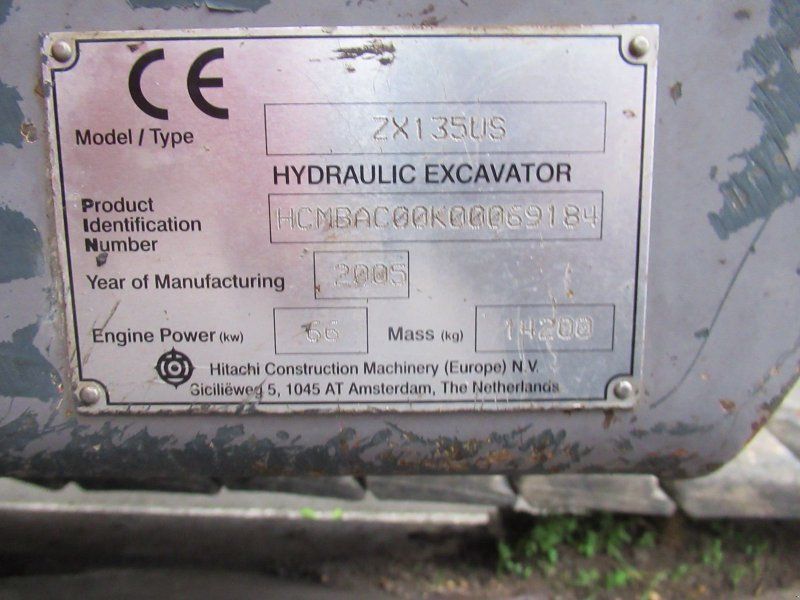 CE
Model / Type ZX135US
HYDRAULIC EXCAVATOR
Product
Identification HCMBAC00K00069184
Number
Year of Manufacturing 2005
Engine Power (kw) 66 Mass (kg) 14200
Hitachi Construction Machinery (Europe) N.V.
Siciliëweg 5, 1045 AT Amsterdam, The Netherlands